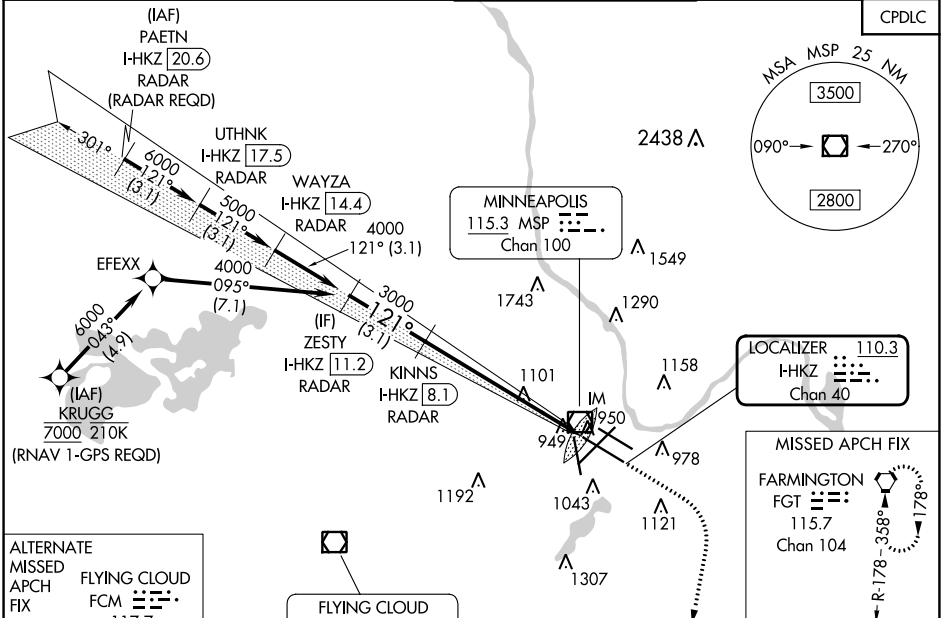 CPDLC
(IAF)
PAETN
I-HKZ 20.6
RADAR
(RADAR REQD)
301°
6000
121°
(3.1)
UTHNK
I-HKZ 17.5
RADAR
5000
121°
(3.1)
WAYZA
I-HKZ 14.4
RADAR
4000
121° (3.1)
MSA MSP 25 NM
3500
090°
270°
2800
2438
MINNEAPOLIS
115.3 MSP
Chan 100
1549
1743
1290
EFEXX
4000
095°
(7.1)
3000
121°
(3.1)
6000
043°
(4.9)
(IF)
ZESTY
I-HKZ 11.2
RADAR
KINNS
I-HKZ 8.1
RADAR
(IAF)
KRUGG
7000 210K
(RNAV 1-GPS REQD)
LOCALIZER 110.3
I-HKZ
Chan 40
1101
1158
IM
950
949
978
1192
1043
1121
1307
MISSED APCH FIX
FARMINGTON
FGT
115.7
Chan 104
R-178
358°
178°
ALTERNATE
MISSED
APCH
FIX
FLYING CLOUD
FCM
FLYING CLOUD